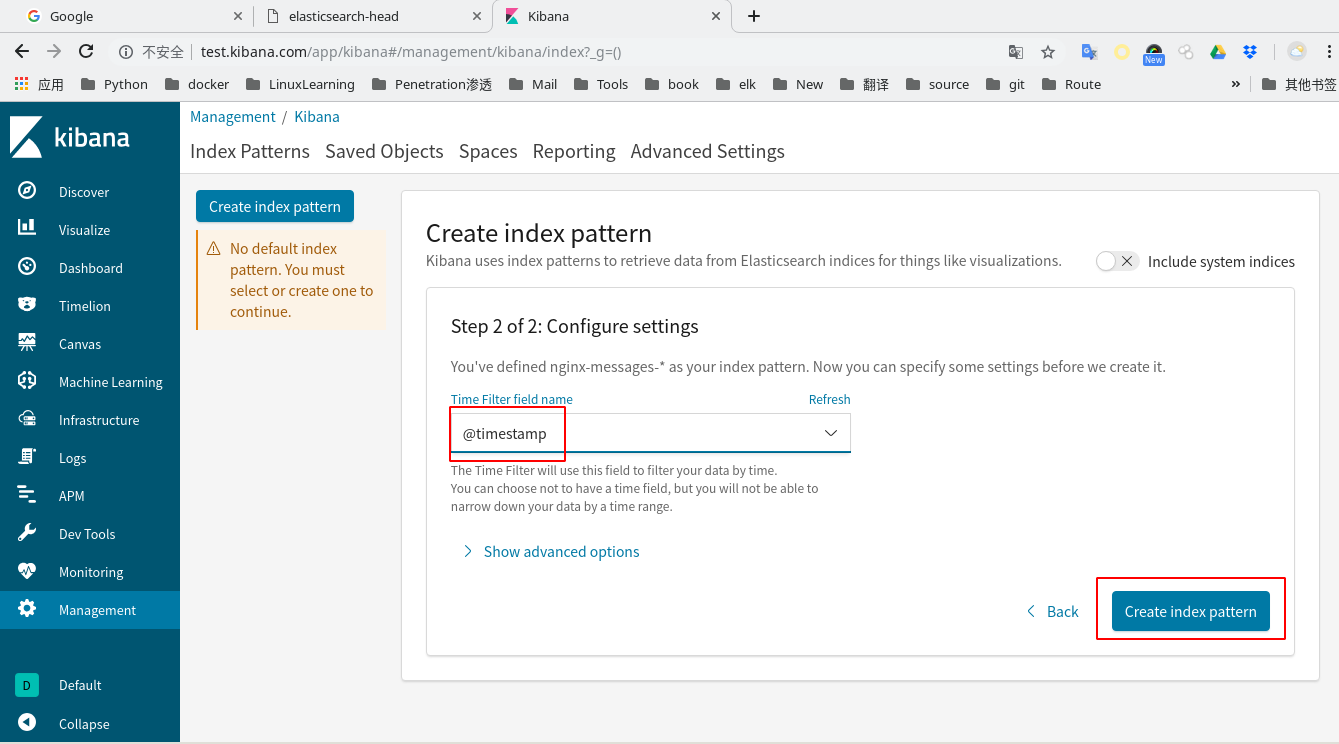 Google
elasticsearch-head
Kibana
不安全
test.kibana.com/app/kibana#/management/kibana/index?_g=()
New
应用
Python
docker
LinuxLearning
Penetration渗透
Mail
Tools
book
elk
New
翻译
source
git
Route
»
其他书签
kibana
Discover
Visualize
Dashboard
Timelion
Canvas
Machine Learning
Infrastructure
Logs
APM
Dev Tools
Monitoring
Management
D Default
Collapse
Management / Kibana
Index Patterns Saved Objects Spaces Reporting Advanced Settings
Create index pattern
No default index
pattern. You must
select or create one to
continue.
Create index pattern
Kibana uses index patterns to retrieve data from Elasticsearch indices for things like visualizations.
Include system indices
Step 2 of 2: Configure settings
You've defined nginx-messages-* as your index pattern. Now you can specify some settings before we create it.
Time Filter field name Refresh
@timestamp
The Time Filter will use this field to filter your data by time.
You can choose not to have a time field, but you will not be able to
narrow down your data by a time range.
Show advanced options
Back
Create index pattern